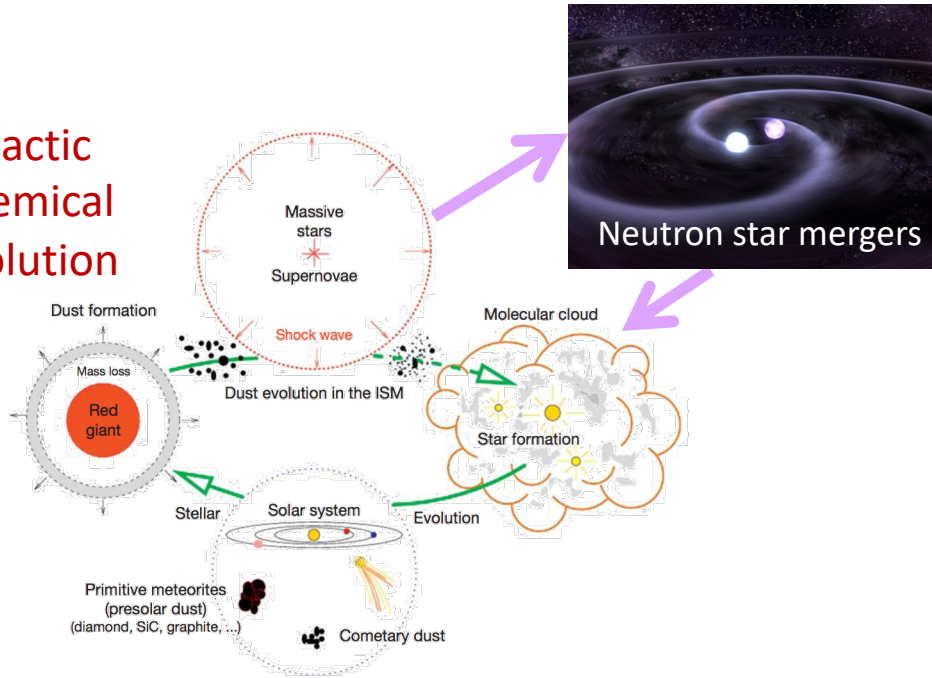 actic
emical
olution
Neutron star mergers
Massive
stars
Supernovae
Shock wave
Dust formation
Mass loss
Red
giant
Dust evolution in the ISM
Molecular cloud
Star formation
Stellar
Solar system
Evolution
Primitive meteorites
(presolar dust)
(diamond, SiC, graphite, ...)
Cometary dust